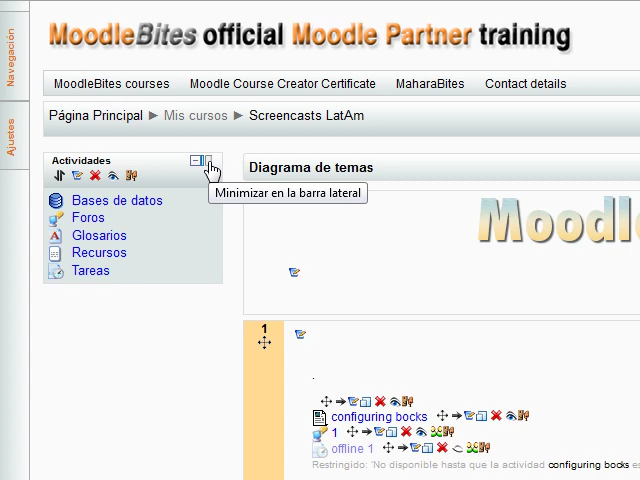 MoodleBites official Moodle Partner training
Navegación
Ajustes
MoodleBites courses Moodle Course Creator Certificate MaharaBites Contact details
Página Principal ► Mis cursos ► Screencasts LatAm
Actividades
Minimizar en la barra lateral
Bases de datos
Foros
Glosarios
Recursos
Tareas
Diagrama de temas
Moodle
1
.
configuring bocks
1
offline 1
Restringido: 'No disponible hasta que la actividad configuring bocks es